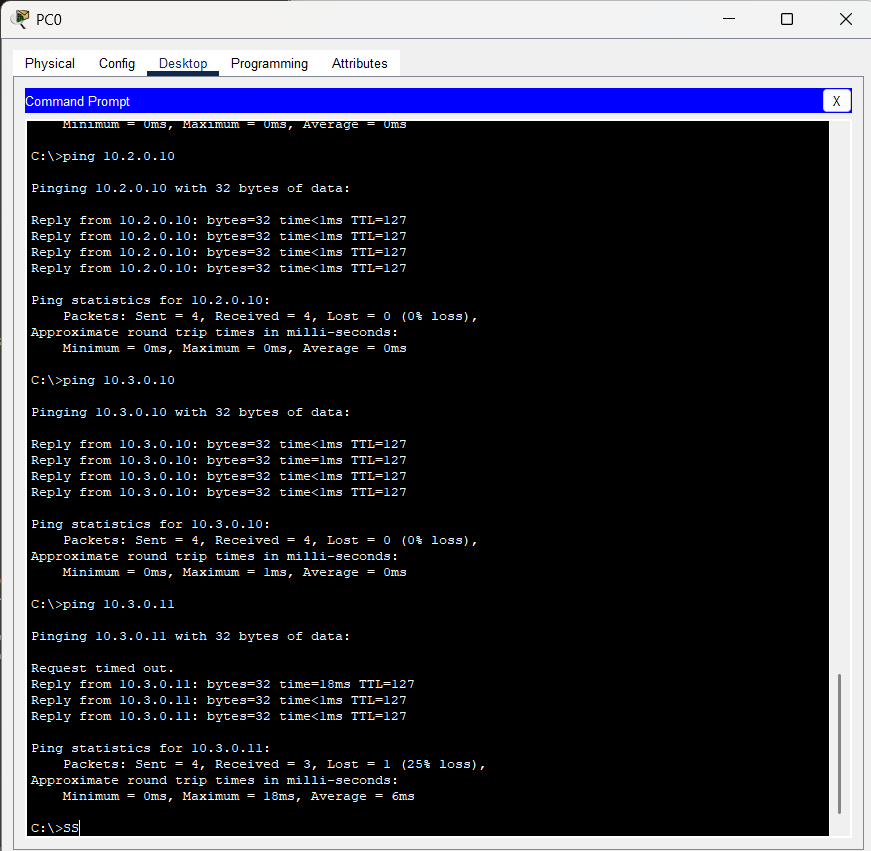 PC0
Physical Config Desktop Programming Attributes
Command Prompt X
Minimum = 0ms, Maximum = 0ms, Average = 0ms
C:\>ping 10.2.0.10
Pinging 10.2.0.10 with 32 bytes of data:
Reply from 10.2.0.10: bytes=32 time<1ms TTL=127
Reply from 10.2.0.10: bytes=32 time<1ms TTL=127
Reply from 10.2.0.10: bytes=32 time<1ms TTL=127
Reply from 10.2.0.10: bytes=32 time<1ms TTL=127
Ping statistics for 10.2.0.10:
Packets: Sent = 4, Received = 4, Lost = 0 (0% loss),
Approximate round trip times in milli-seconds:
Minimum = 0ms, Maximum = 0ms, Average = 0ms
C:\>ping 10.3.0.10
Pinging 10.3.0.10 with 32 bytes of data:
Reply from 10.3.0.10: bytes=32 time<1ms TTL=127
Reply from 10.3.0.10: bytes=32 time=1ms TTL=127
Reply from 10.3.0.10: bytes=32 time<1ms TTL=127
Reply from 10.3.0.10: bytes=32 time<1ms TTL=127
Ping statistics for 10.3.0.10:
Packets: Sent = 4, Received = 4, Lost = 0 (0% loss),
Approximate round trip times in milli-seconds:
Minimum = 0ms, Maximum = 1ms, Average = 0ms
C:\>ping 10.3.0.11
Pinging 10.3.0.11 with 32 bytes of data:
Request timed out.
Reply from 10.3.0.11: bytes=32 time=18ms TTL=127
Reply from 10.3.0.11: bytes=32 time<1ms TTL=127
Reply from 10.3.0.11: bytes=32 time<1ms TTL=127
Ping statistics for 10.3.0.11:
Packets: Sent = 4, Received = 3, Lost = 1 (25% loss),
Approximate round trip times in milli-seconds:
Minimum = 0ms, Maximum = 18ms, Average = 6ms
C:\>SS